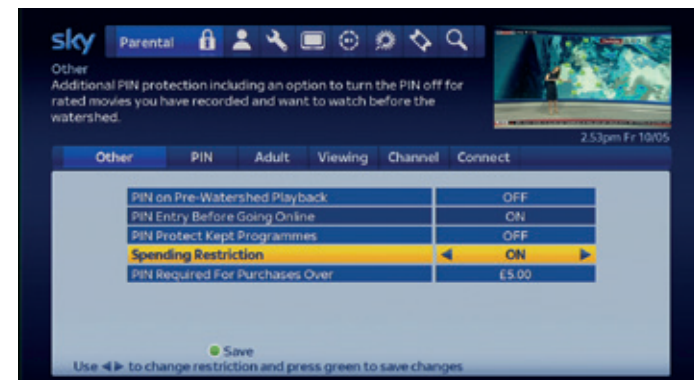 sky
Parental
Other
Additional PIN protection including an option to turn the PIN off for
rated movies you have recorded and want to watch before the
watershed.
2.53pm Fr 10/05
Other PIN Adult Viewing Channel Connect
PIN on Pre-Watershed Playback OFF
PIN Entry Before Going Online ON
PIN Protect Kept Programmes OFF
Spending Restriction ON
PIN Required For Purchases Over £5.00
Save
Use ◀▶ to change restriction and press green to save changes